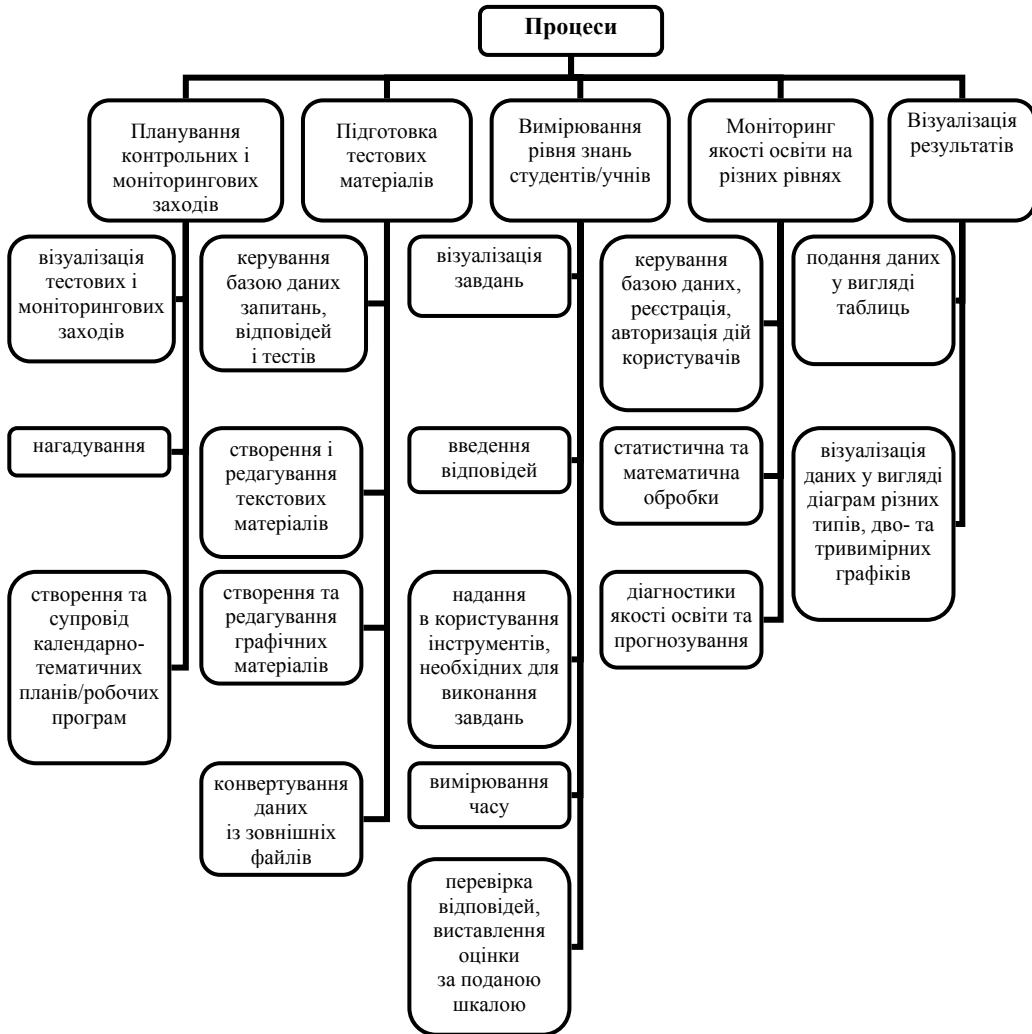 Процеси
Планування
контрольних і
моніторингових
заходів
візуалізація
тестових і
моніторингових
заходів
нагадування
створення та
супровід
календарно-
тематичних
планів/робочих
програм
Підготовка
тестових
матеріалів
керування
базою даних
запитань,
відповідей
і тестів
створення і
редагування
текстових
матеріалів
створення та
редагування
графічних
матеріалів
конвертування
даних
із зовнішніх
файлів
Вимірювання
рівня знань
студентів/учнів
візуалізація
завдань
введення
відповідей
надання
в користування
інструментів,
необхідних для
виконання
завдань
вимірювання
часу
перевірка
відповідей,
виставлення
оцінки
за поданою
шкалою
Моніторинг
якості освіти на
різних рівнях
керування
базою даних,
реєстрація,
авторизація дій
користувачів
статистична та
математична
обробки
діагностики
якості освіти та
прогнозування
Візуалізація
результатів
подання даних
у вигляді
таблиць
візуалізація
даних у вигляді
діаграм різних
типів, дво- та
тривимірних
графіків